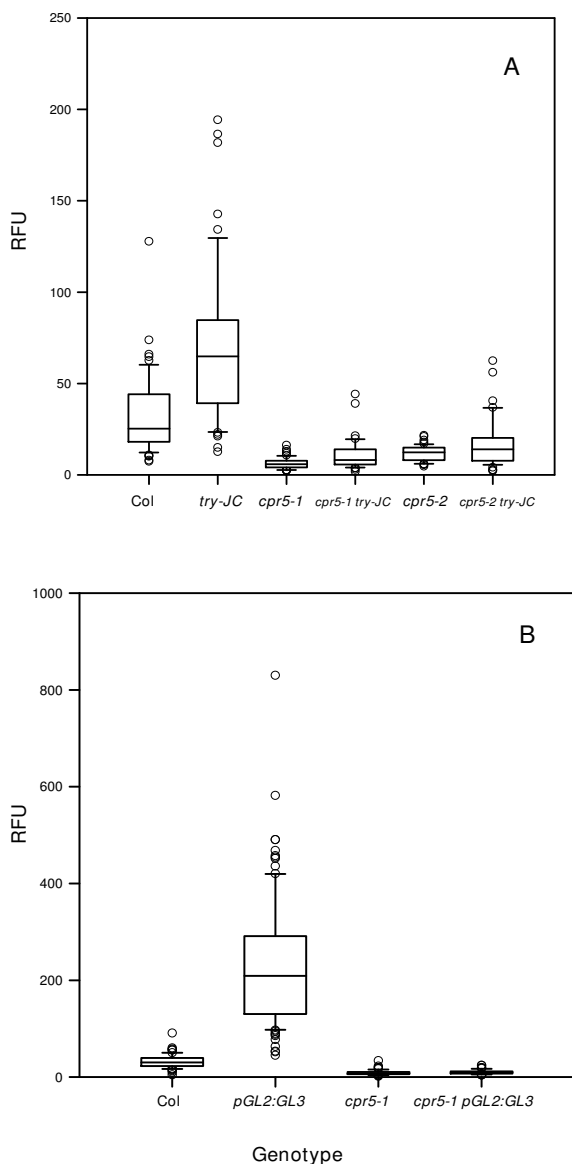 250
A
200
150
RFU
100
50
0
Col try-JC cpr5-1 cpr5-1 try-JC cpr5-2 cpr5-2 try-JC
1000
B
800
600
RFU
400
200
0
Col pGL2:GL3 cpr5-1 cpr5-1 pGL2:GL3
Genotype